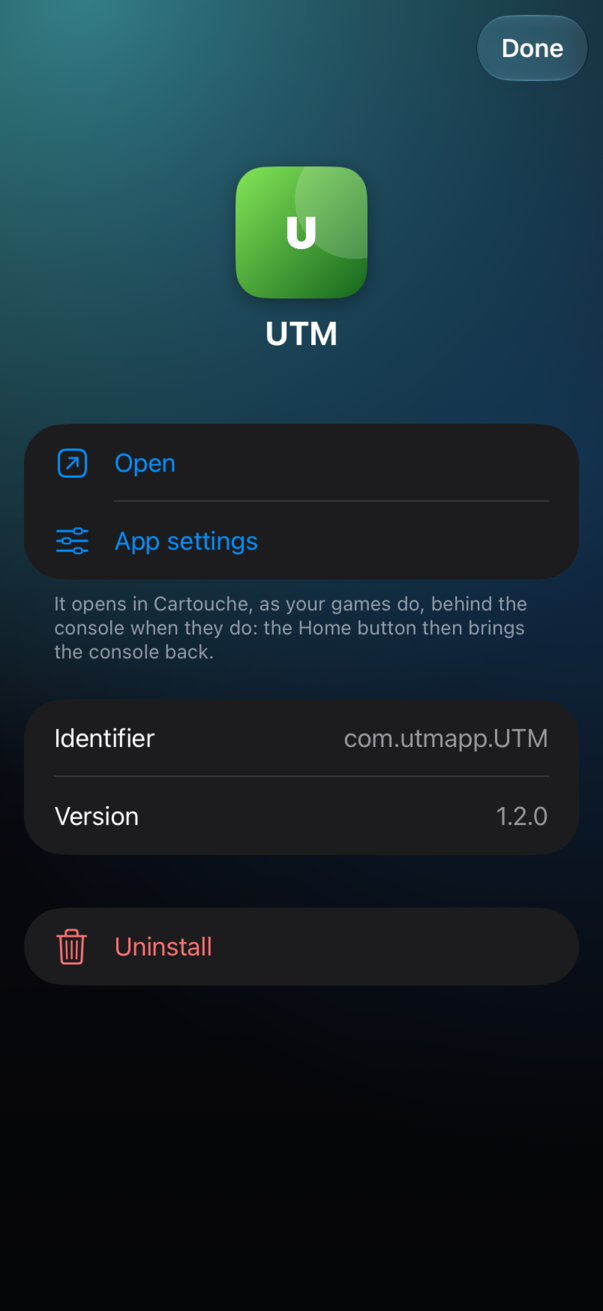 Done
U
UTM
Open
App settings
It opens in Cartouche, as your games do, behind the
console when they do: the Home button then brings
the console back.
Identifier com.utmapp.UTM
Version 1.2.0
Uninstall